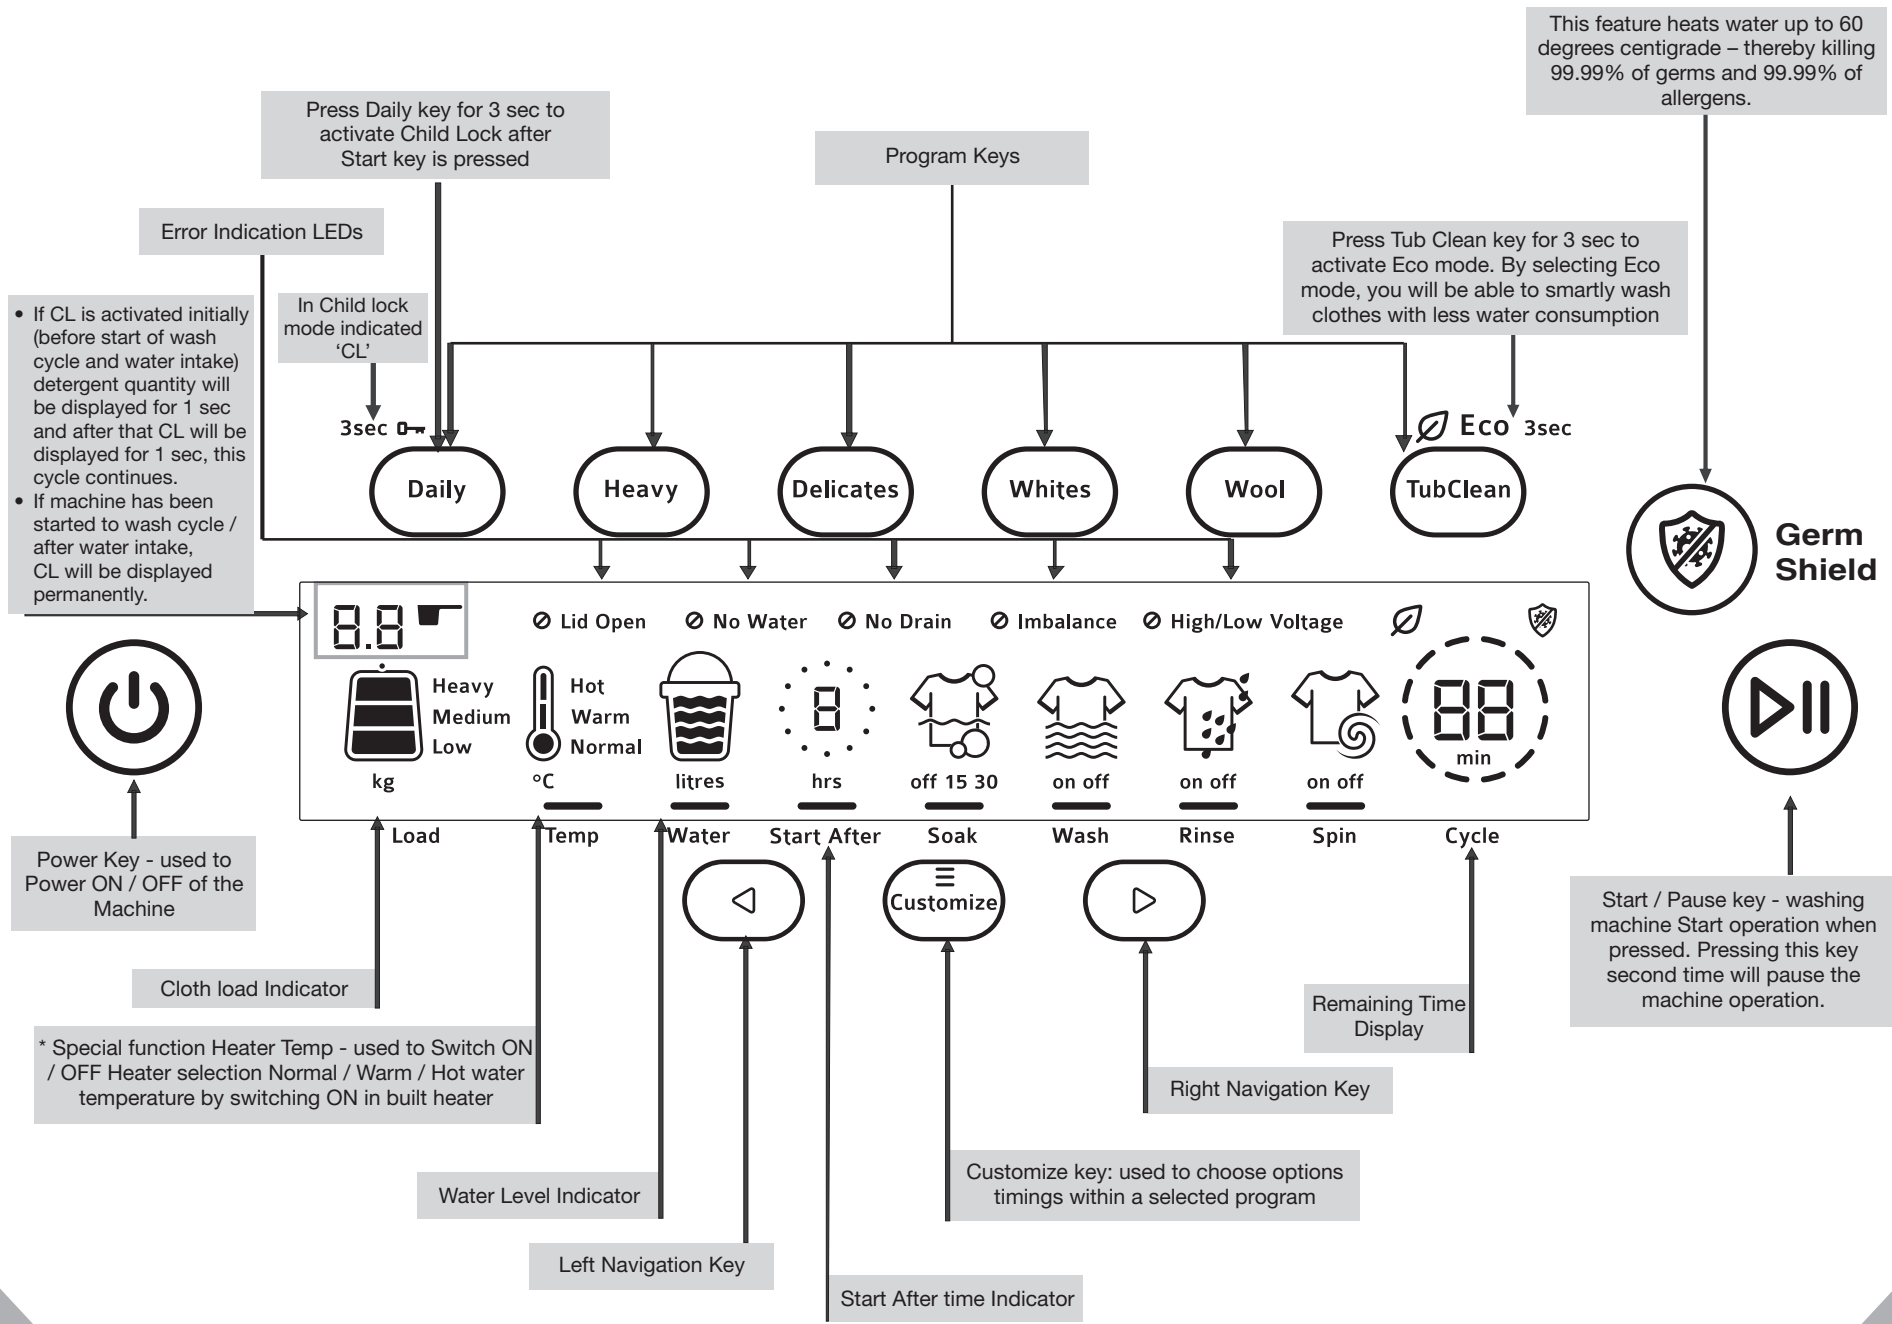 This feature heats water up to 60
degrees centigrade – thereby killing
99.99% of germs and 99.99% of
allergens.
Press Daily key for 3 sec to
activate Child Lock after
Start key is pressed
Program Keys
Error Indication LEDs
Press Tub Clean key for 3 sec to
activate Eco mode. By selecting Eco
mode, you will be able to smartly wash
clothes with less water consumption
• If CL is activated initially
(before start of wash
cycle and water intake)
detergent quantity will
be displayed for 1 sec
and after that CL will be
displayed for 1 sec, this
cycle continues.
• If machine has been
started to wash cycle /
after water intake,
CL will be displayed
permanently.
In Child lock
mode indicated
‘CL’
3sec
Eco 3sec
Daily
Heavy
Delicates
Whites
Wool
TubClean
Germ
Shield
8.8
Lid Open
No Water
No Drain
Imbalance
High/Low Voltage
Heavy
Medium
Low
kg
Hot
Warm
Normal
°C
litres
8
hrs
off 15 30
on off
on off
on off
88
min
Load
Temp
Water
Start After
Soak
Wash
Rinse
Spin
Cycle
Customize
Power Key - used to
Power ON / OFF of the
Machine
Start / Pause key - washing
machine Start operation when
pressed. Pressing this key
second time will pause the
machine operation.
Cloth load Indicator
Remaining Time
Display
* Special function Heater Temp - used to Switch ON
/ OFF Heater selection Normal / Warm / Hot water
temperature by switching ON in built heater
Right Navigation Key
Customize key: used to choose options
timings within a selected program
Water Level Indicator
Left Navigation Key
Start After time Indicator